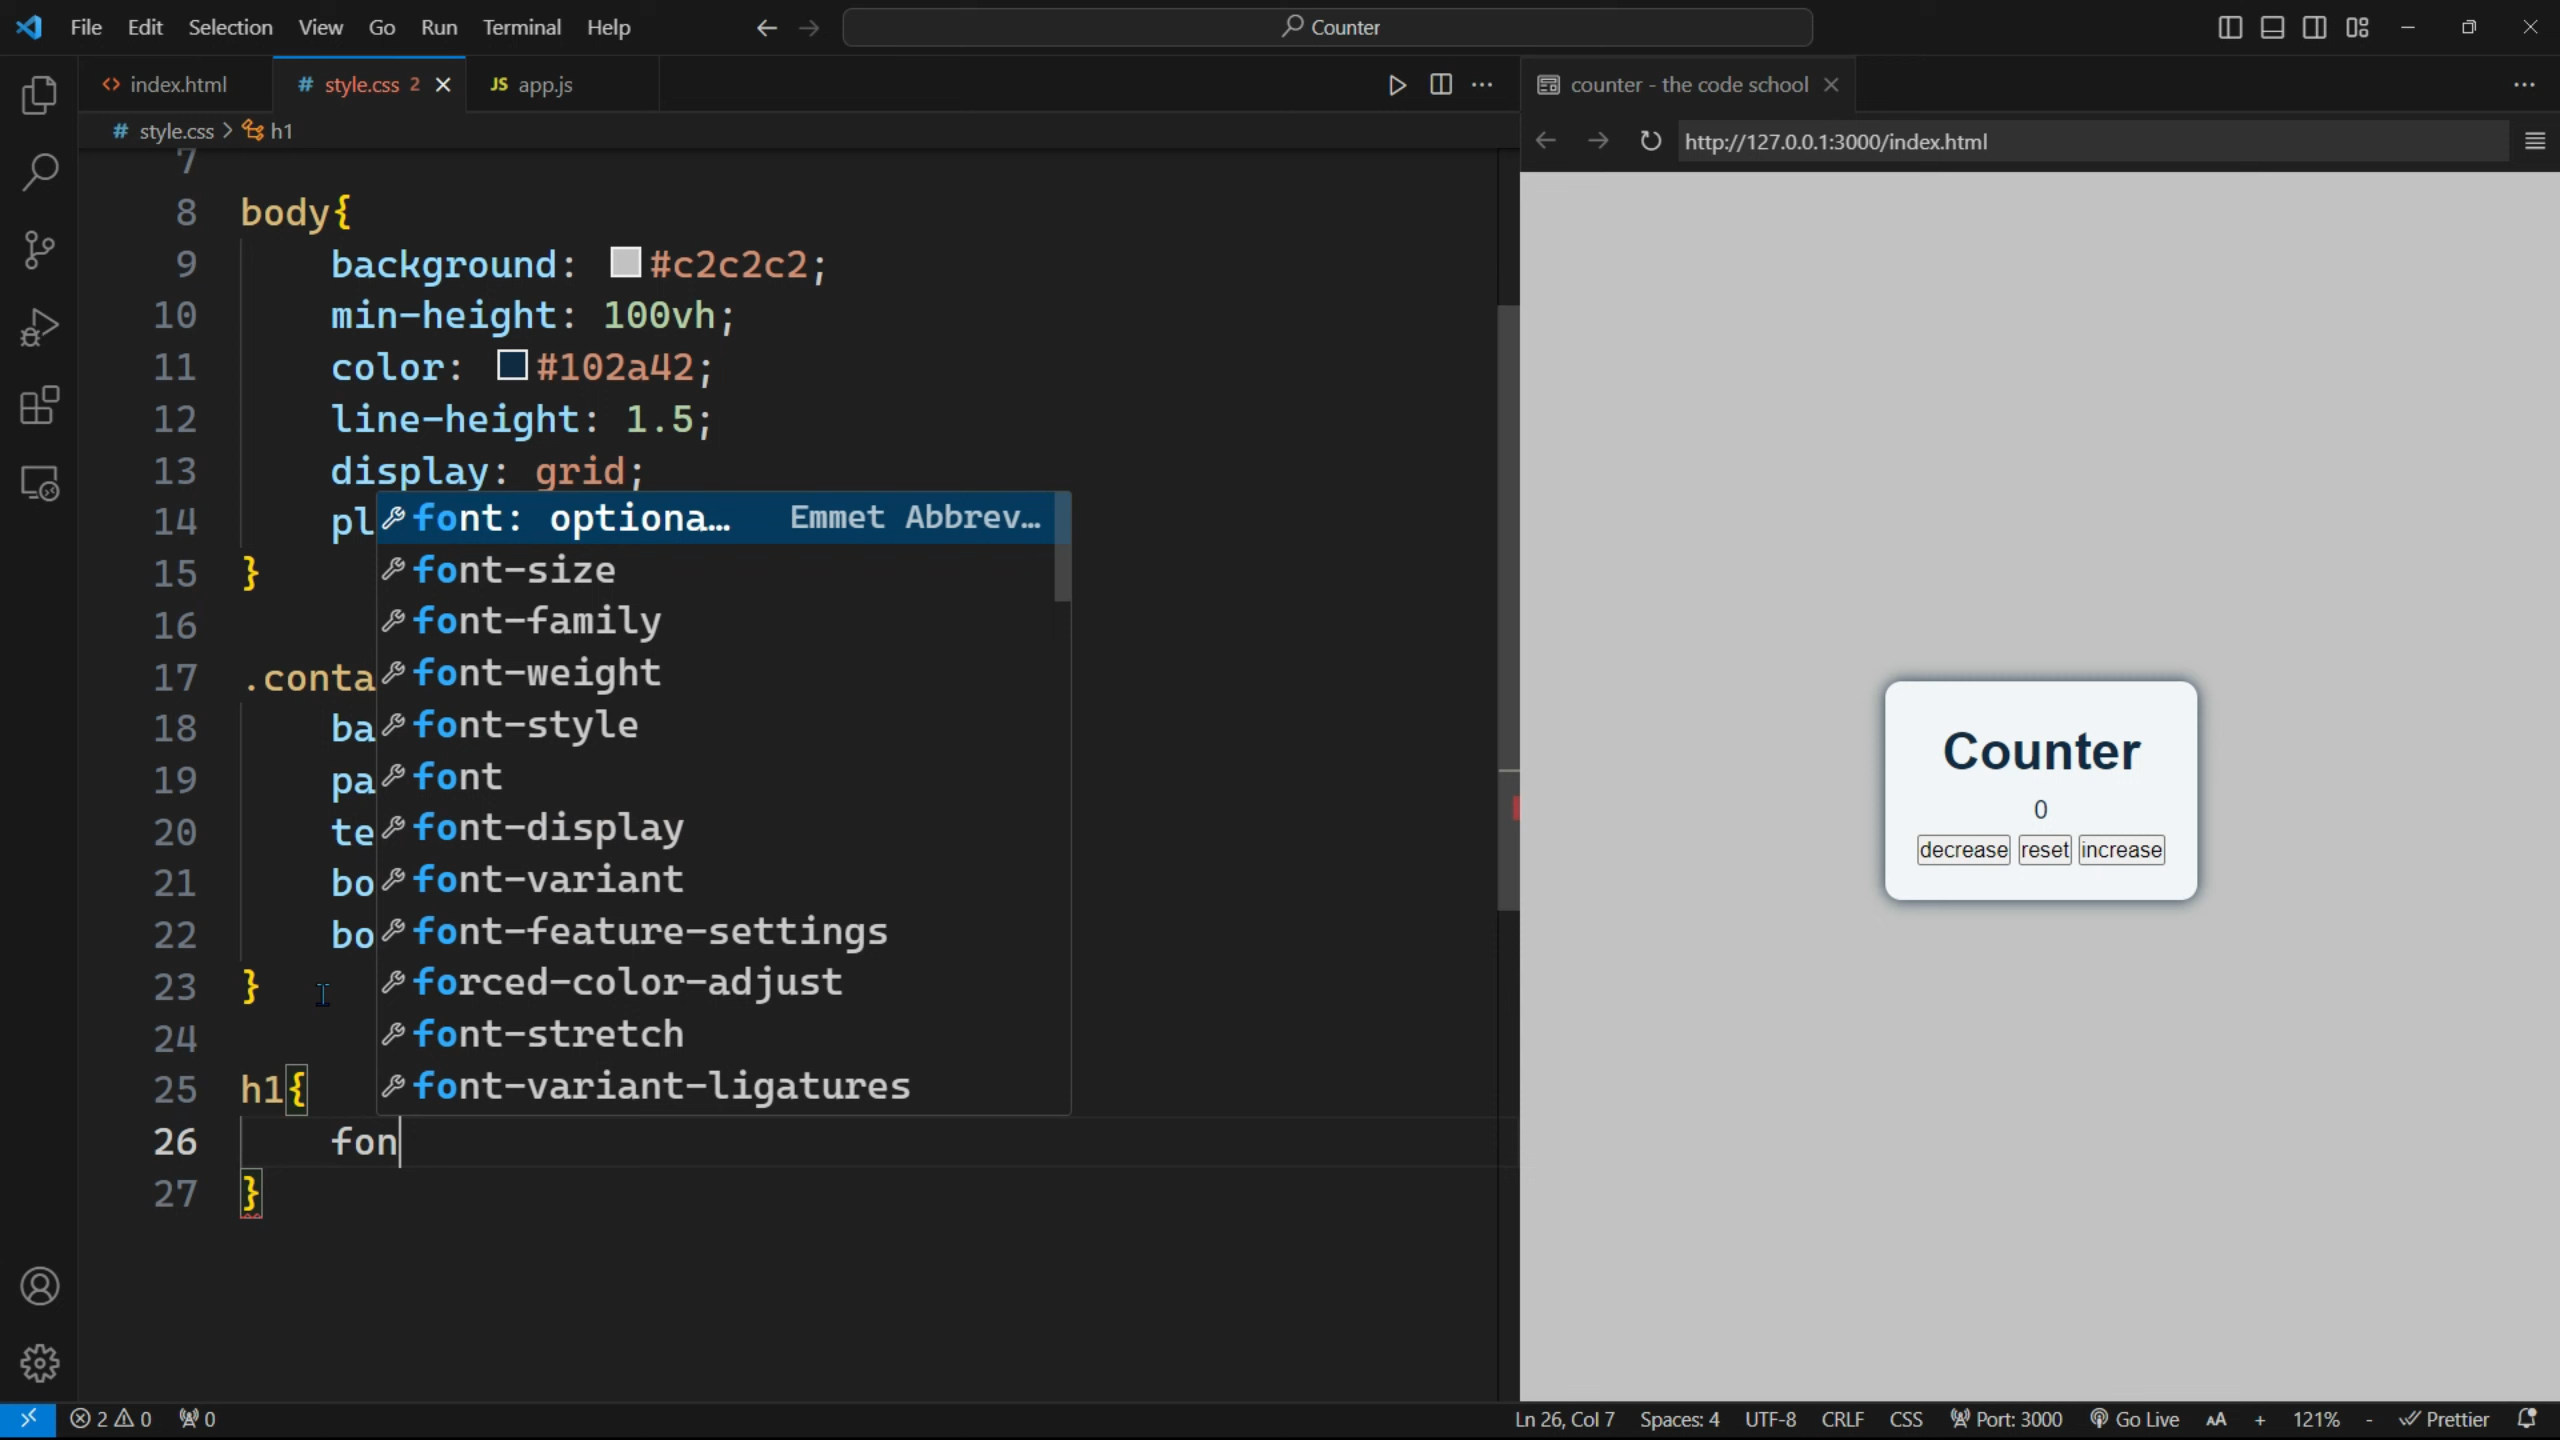 File Edit Selection View Go Run Terminal Help
Counter
index.html
# style.css 2
JS app.js
counter - the code school
# style.css > h1
http://127.0.0.1:3000/index.html
7
8 body{
9 background: #c2c2c2;
10 min-height: 100vh;
11 color: #102a42;
12 line-height: 1.5;
13 display: grid;
14 pl
font: optiona… Emmet Abbrev…
15 }
font-size
16
font-family
17 .conta
font-weight
18 ba
font-style
19 pa
font
20 te
font-display
21 bo
font-variant
22 bo
font-feature-settings
23 }
forced-color-adjust
24
font-stretch
25 h1{
font-variant-ligatures
26 fon
27 }
Counter
0
decrease reset increase
2 0 0
Ln 26, Col 7 Spaces: 4 UTF-8 CRLF CSS Port: 3000 Go Live AA + 121% - Prettier